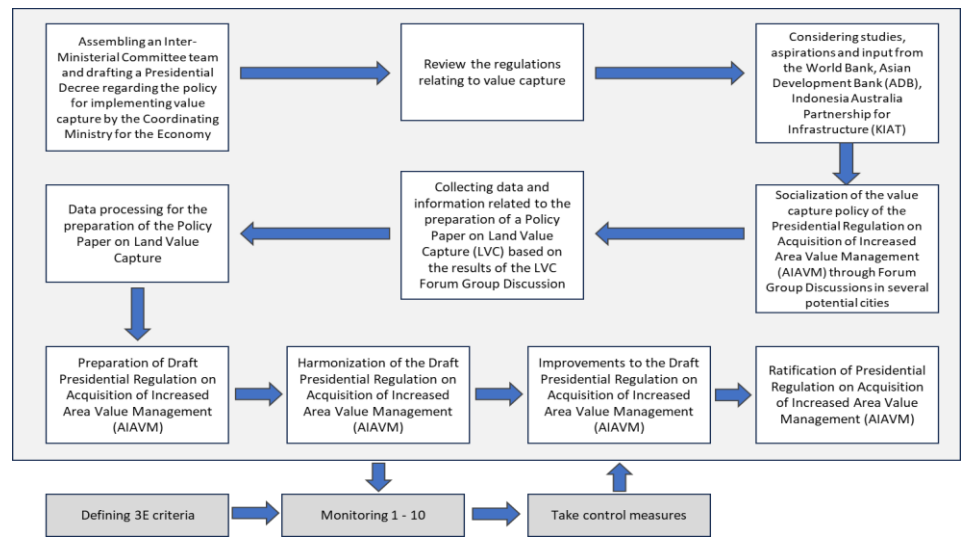 Assembling an Inter-
Ministerial Committee team
and drafting a Presidential
Decree regarding the policy
for implementing value
capture by the Coordinating
Ministry for the Economy
Review the regulations
relating to value capture
Considering studies,
aspirations and input from
the World Bank, Asian
Development Bank (ADB),
Indonesia Australia
Partnership for
Infrastructure (KIAT)
Socialization of the value
capture policy of the
Presidential Regulation on
Acquisition of Increased
Area Value Management
(AIAVM) through Forum
Group Discussions in several
potential cities
Collecting data and
information related to the
preparation of a Policy
Paper on Land Value
Capture (LVC) based on
the results of the LVC
Forum Group Discussion
Data processing for the
preparation of the Policy
Paper on Land Value
Capture
Preparation of Draft
Presidential Regulation on
Acquisition of Increased
Area Value Management
(AIAVM)
Harmonization of the Draft
Presidential Regulation on
Acquisition of Increased
Area Value Management
(AIAVM)
Improvements to the Draft
Presidential Regulation on
Acquisition of Increased
Area Value Management
(AIAVM)
Ratification of Presidential
Regulation on Acquisition
of Increased Area Value
Management (AIAVM)
Defining 3E criteria
Monitoring 1 - 10
Take control measures